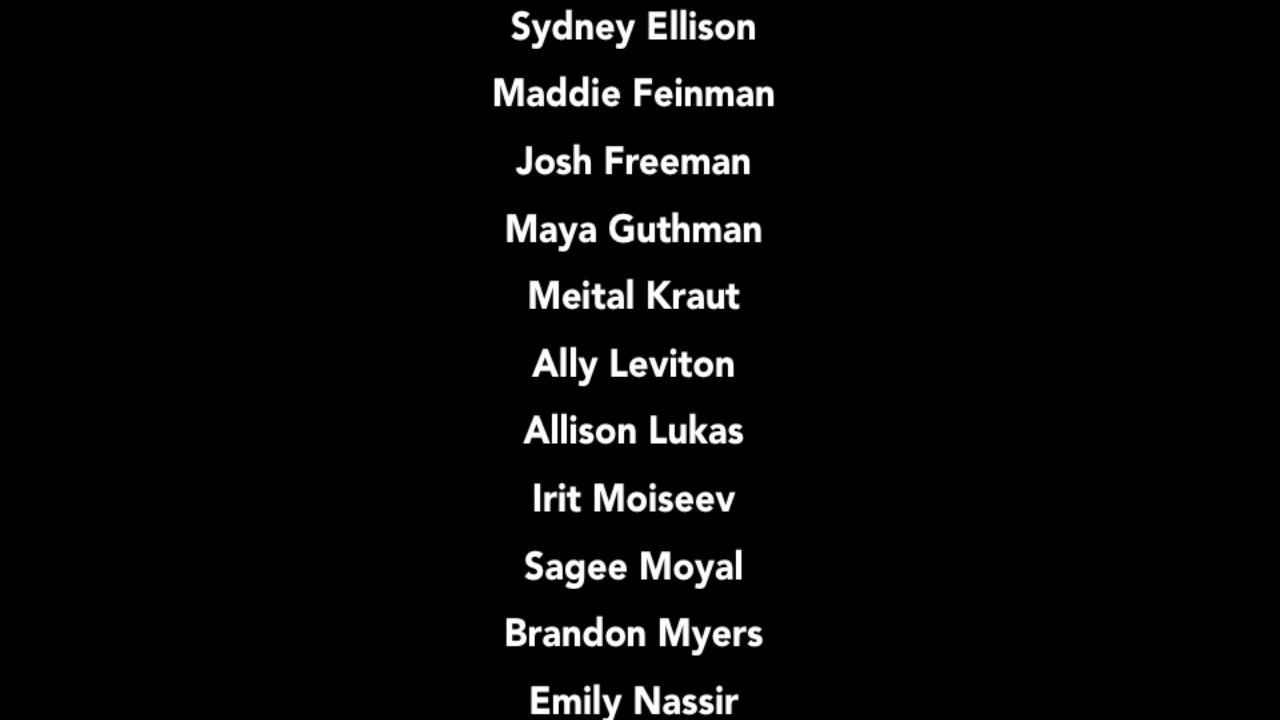 Sydney Ellison
Maddie Feinman
Josh Freeman
Maya Guthman
Meital Kraut
Ally Leviton
Allison Lukas
Irit Moiseev
Sagee Moyal
Brandon Myers
Emily Nassir